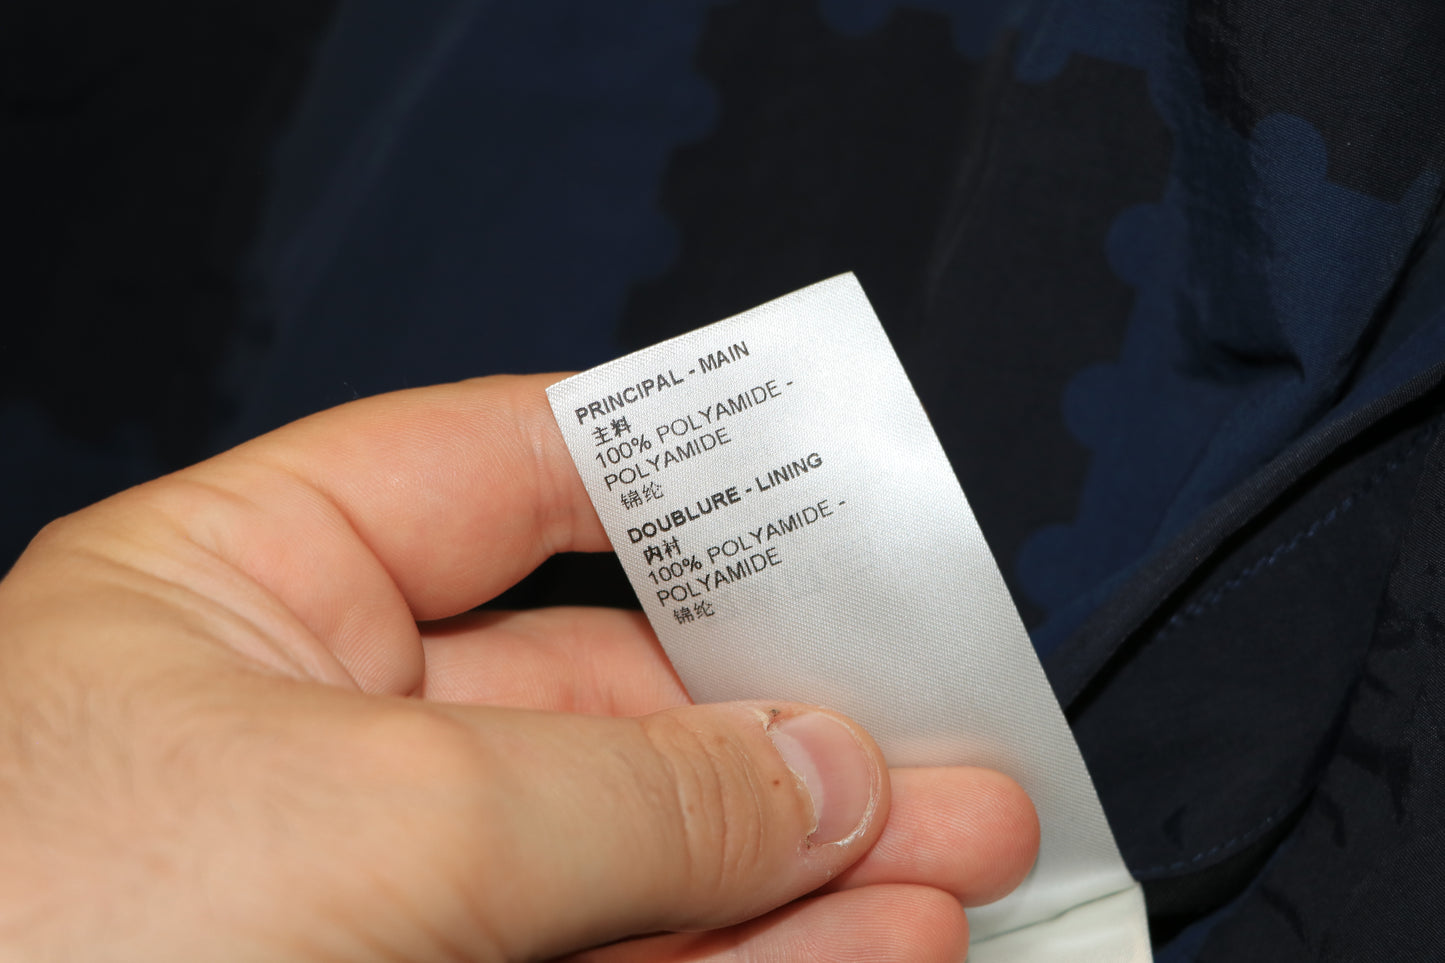 PRINCIPAL - MAIN
主料
100% POLYAMIDE -
POLYAMIDE
锦纶
DOUBLURE - LINING
内衬
100% POLYAMIDE -
POLYAMIDE
锦纶